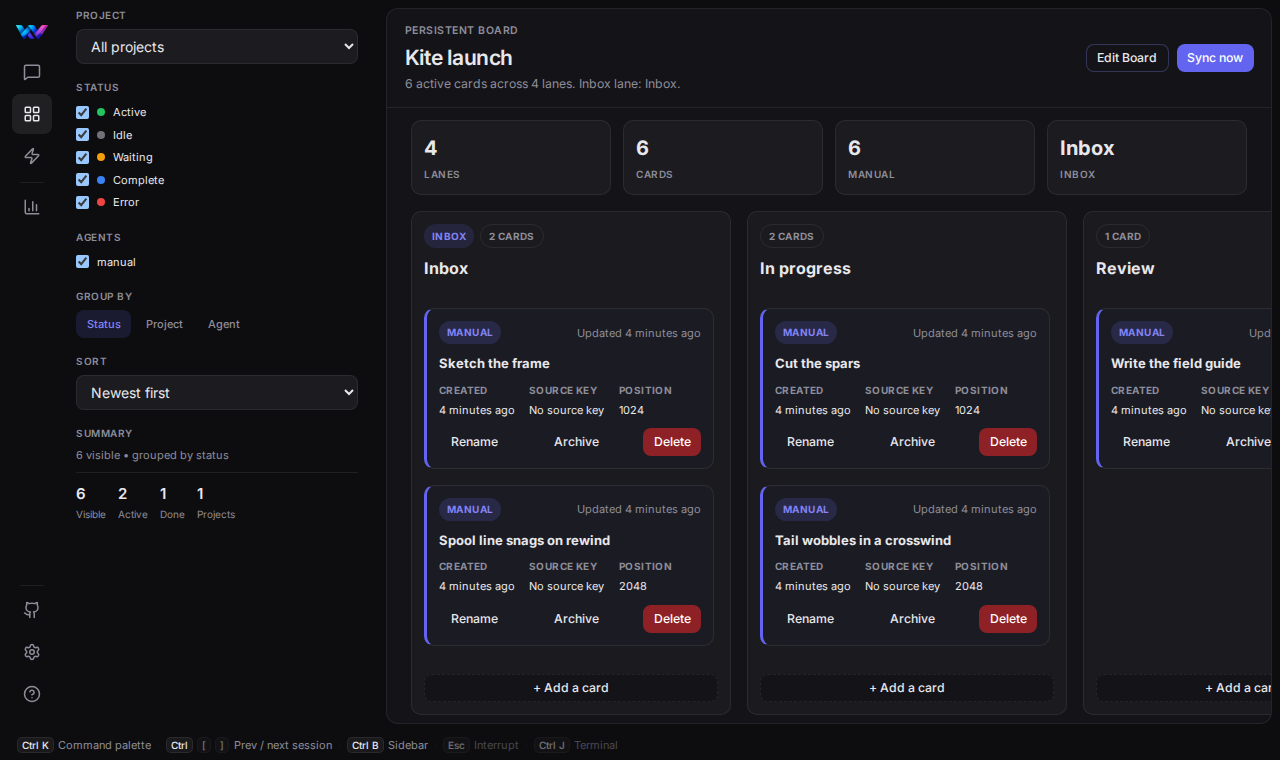 PROJECT
All projects
STATUS
Active
Idle
Waiting
Complete
Error
AGENTS
manual
GROUP BY
Status Project Agent
SORT
Newest first
SUMMARY
6 visible • grouped by status
6 2 1 1
Visible Active Done Projects
PERSISTENT BOARD
Kite launch
6 active cards across 4 lanes. Inbox lane: Inbox.
Edit Board Sync now
4
LANES
6
CARDS
6
MANUAL
Inbox
INBOX
INBOX 2 CARDS
Inbox
MANUAL Updated 4 minutes ago
Sketch the frame
CREATED SOURCE KEY POSITION
4 minutes ago No source key 1024
Rename Archive Delete
MANUAL Updated 4 minutes ago
Spool line snags on rewind
CREATED SOURCE KEY POSITION
4 minutes ago No source key 2048
Rename Archive Delete
+ Add a card
2 CARDS
In progress
MANUAL Updated 4 minutes ago
Cut the spars
CREATED SOURCE KEY POSITION
4 minutes ago No source key 1024
Rename Archive Delete
MANUAL Updated 4 minutes ago
Tail wobbles in a crosswind
CREATED SOURCE KEY POSITION
4 minutes ago No source key 2048
Rename Archive Delete
+ Add a card
1 CARD
Review
MANUAL Upd
Write the field guide
CREATED SOURCE KEY
4 minutes ago No source key
Rename Archive
+ Add a car
Ctrl K Command palette Ctrl [ ] Prev / next session Ctrl B Sidebar Esc Interrupt Ctrl J Terminal